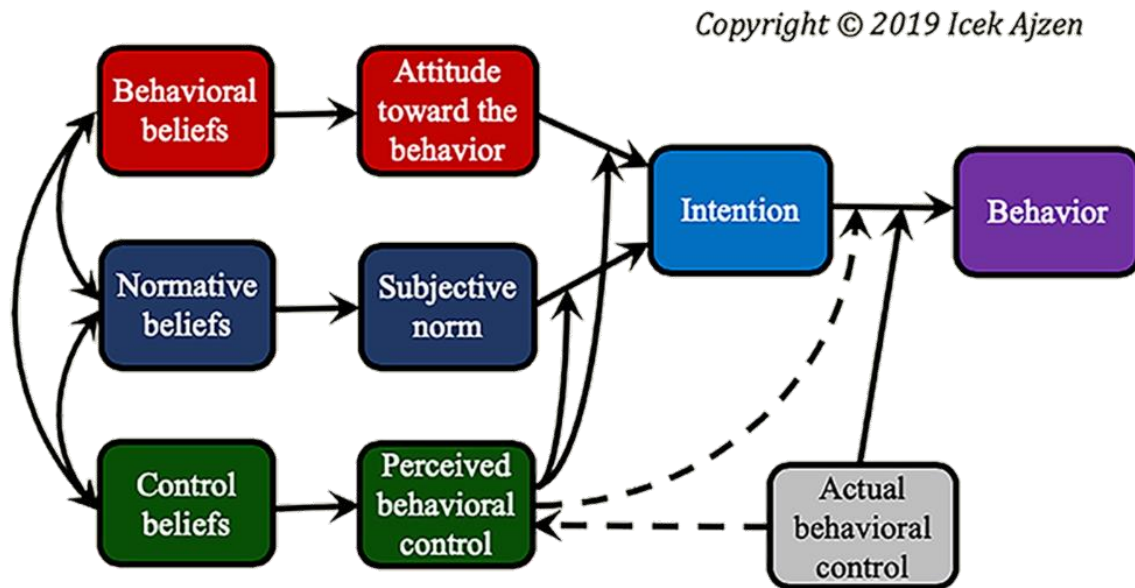 Copyright © 2019 Icek Ajzen
Behavioral
beliefs
Attitude
toward the
behavior
Intention
Behavior
Normative
beliefs
Subjective
norm
Control
beliefs
Perceived
behavioral
control
Actual
behavioral
control